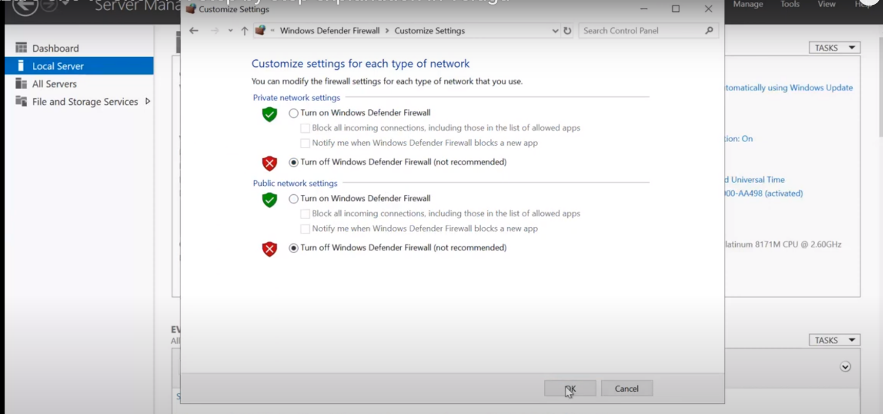 step by step explanation in Telugu
Server Mana
Manage Tools View
Customize Settings
Windows Defender Firewall > Customize Settings
Search Control Panel
Dashboard
Local Server
All Servers
File and Storage Services
TASKS
Customize settings for each type of network
You can modify the firewall settings for each type of network that you use.
Private network settings
Turn on Windows Defender Firewall
Block all incoming connections, including those in the list of allowed apps
Notify me when Windows Defender Firewall blocks a new app
Turn off Windows Defender Firewall (not recommended)
Public network settings
Turn on Windows Defender Firewall
Block all incoming connections, including those in the list of allowed apps
Notify me when Windows Defender Firewall blocks a new app
Turn off Windows Defender Firewall (not recommended)
tomatically using Windows Update
tion: On
d Universal Time
00-AA498 (activated)
latinum 8171M CPU @ 2.60GHz
EV
All
TASKS
OK
Cancel
S